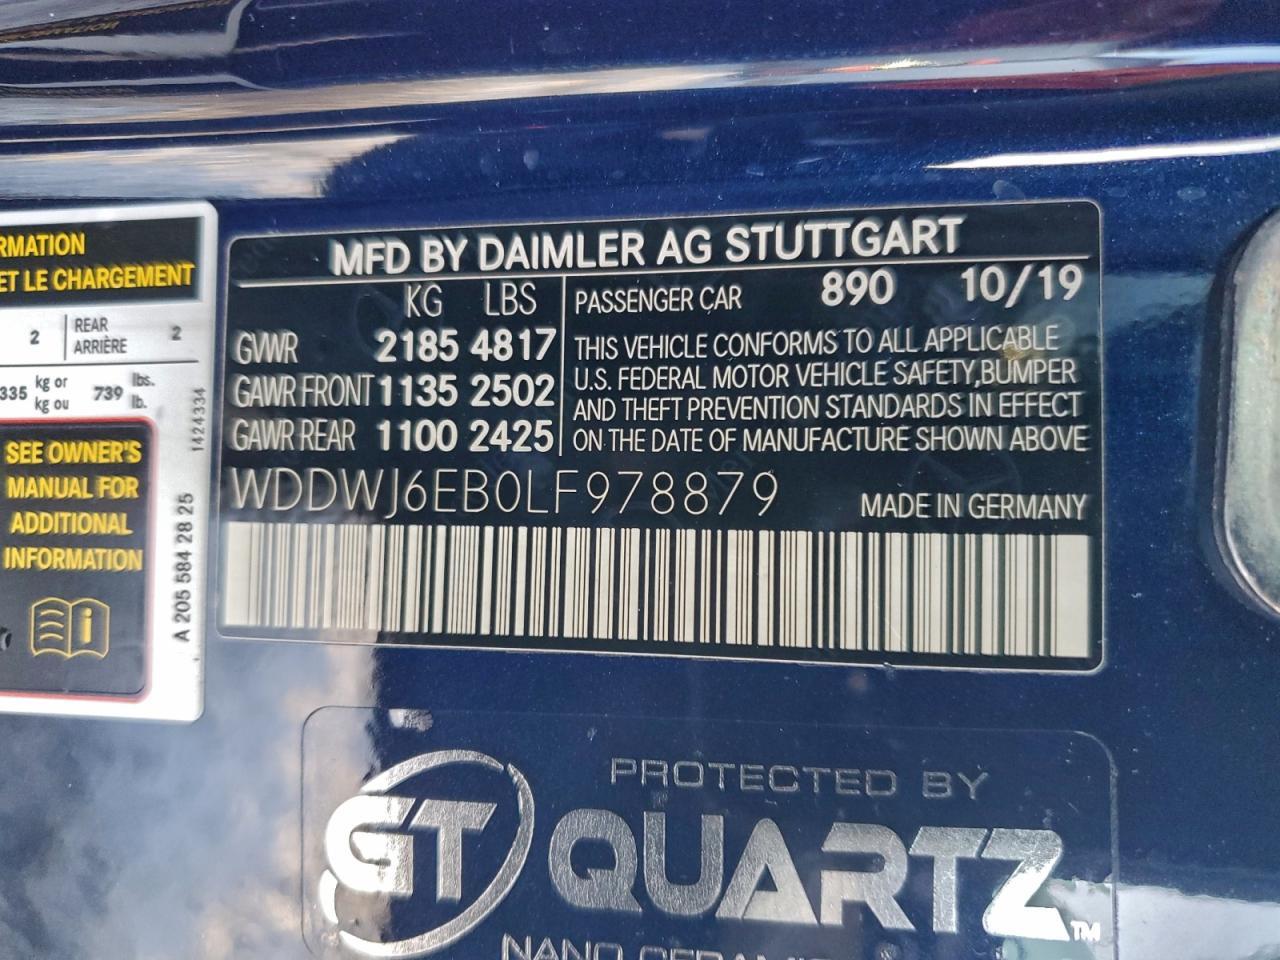 RMATION
ET LE CHARGEMENT
2 REAR ARRIÈRE 2
335 kg or kg ou 739 lbs. lb.
SEE OWNER'S
MANUAL FOR
ADDITIONAL
INFORMATION
1424334
A 205 584 28 25
MFD BY DAIMLER AG STUTTGART
KG LBS
GVWR 2185 4817
GAWR FRONT 1135 2502
GAWR REAR 1100 2425
PASSENGER CAR 890 10/19
THIS VEHICLE CONFORMS TO ALL APPLICABLE
U.S. FEDERAL MOTOR VEHICLE SAFETY,BUMPER
AND THEFT PREVENTION STANDARDS IN EFFECT
ON THE DATE OF MANUFACTURE SHOWN ABOVE
WDDWJ6EB0LF978879
MADE IN GERMANY
PROTECTED BY
GT QUARTZ™
NANO CERAMIC